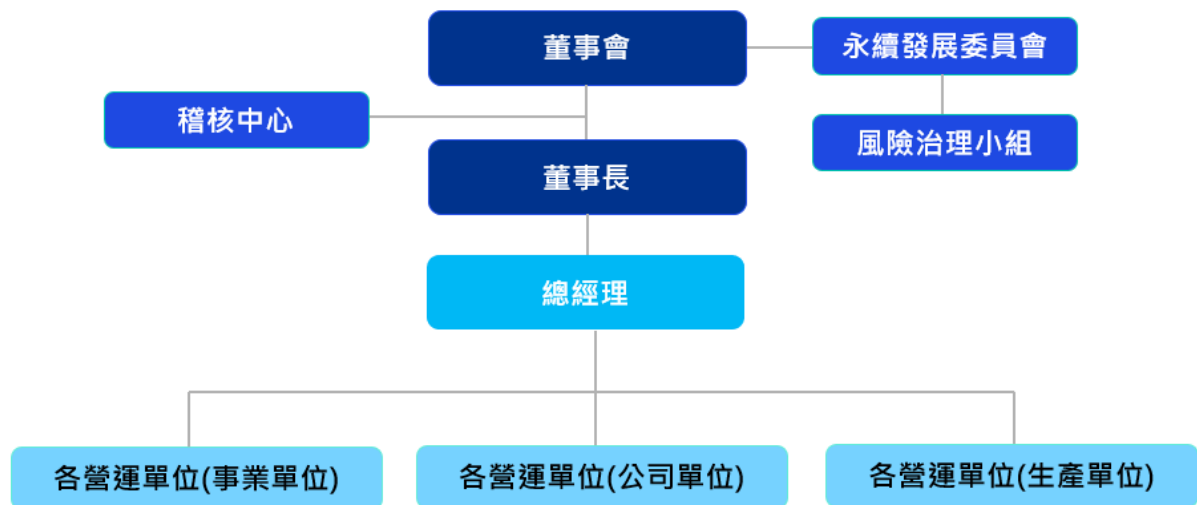 董事會
永續發展委員會
稽核中心
風險治理小組
董事長
總經理
各營運單位(事業單位)
各營運單位(公司單位)
各營運單位(生產單位)